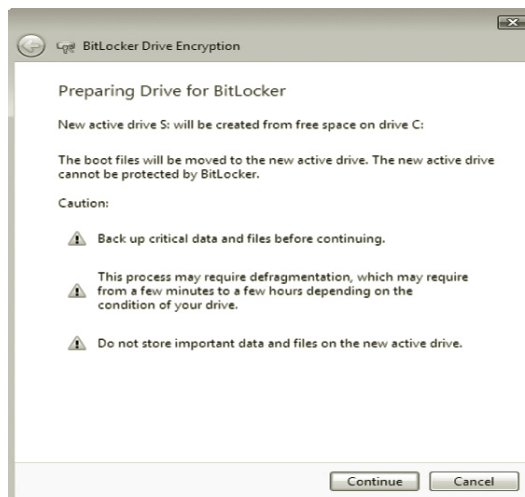 BitLocker Drive Encryption
Preparing Drive for BitLocker
New active drive S: will be created from free space on drive C:
The boot files will be moved to the new active drive. The new active drive
cannot be protected by BitLocker.
Caution:
Back up critical data and files before continuing.
This process may require defragmentation, which may require
from a few minutes to a few hours depending on the
condition of your drive.
Do not store important data and files on the new active drive.
Continue Cancel